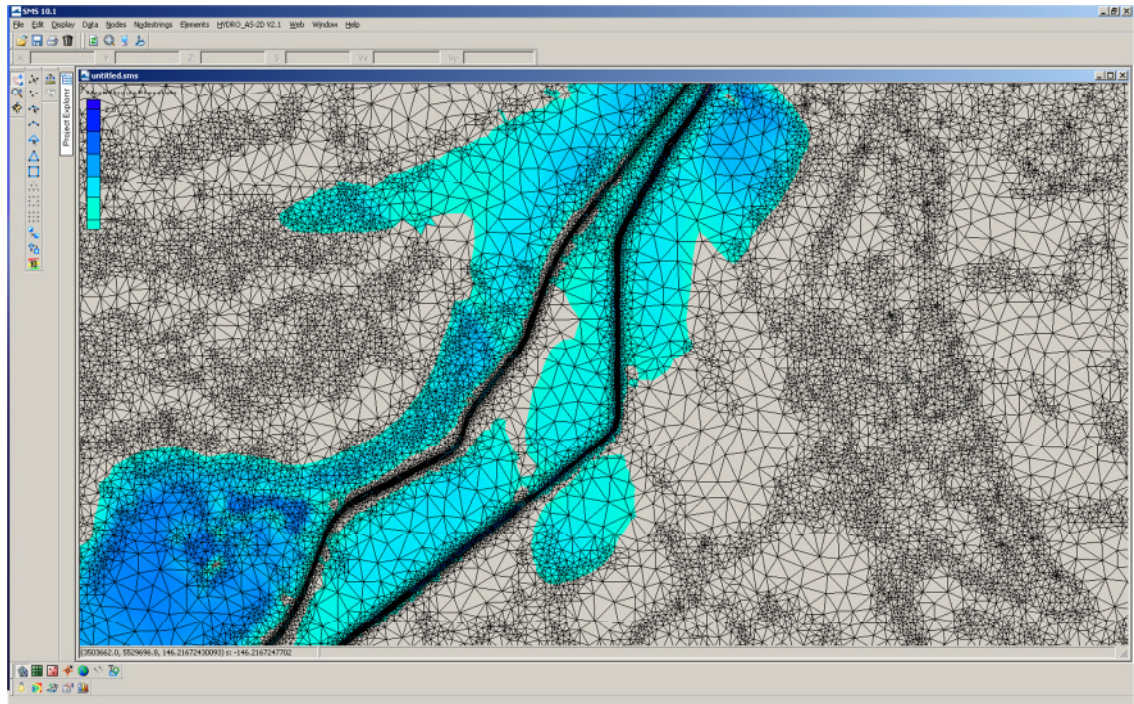 SMS 10.1
File Edit Display Data Nodes Nodestrings Elements HYDRO_AS-2D V2.1 Web Window Help
X: Y: Z: S: Vx: Vy:
untitled.sms
Project Explorer
(3503662.0, 5529696.8, 146.21672430093) s: -146.2167247702